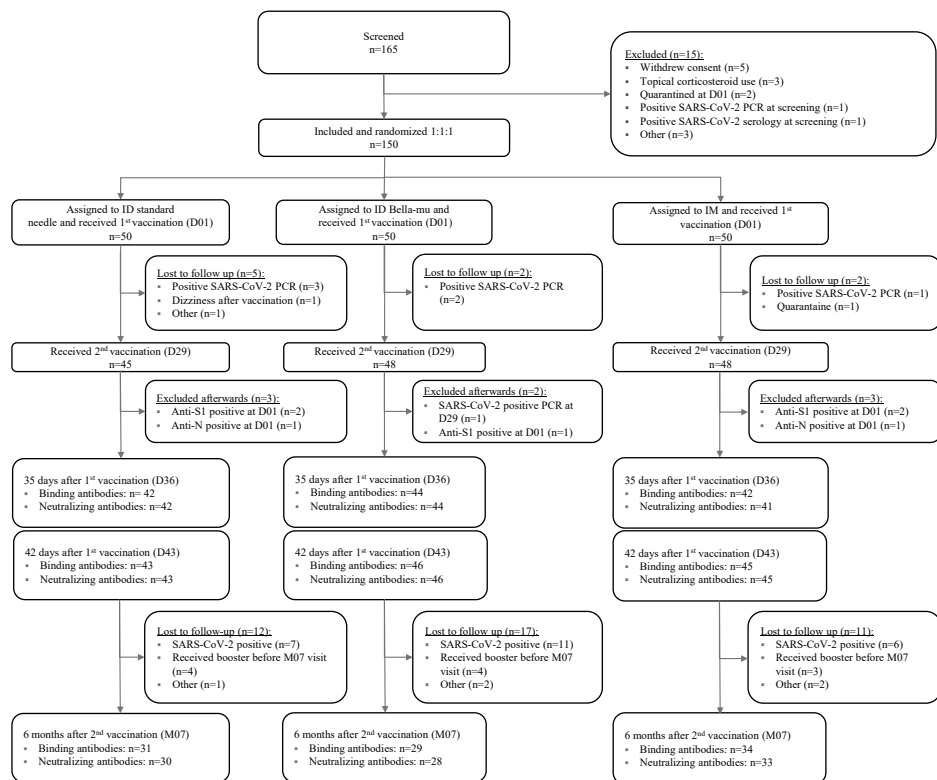 Screened
n=165
Excluded (n=15):
▪ Withdrew consent (n=5)
▪ Topical corticosteroid use (n=3)
▪ Quarantined at D01 (n=2)
▪ Positive SARS-CoV-2 PCR at screening (n=1)
▪ Positive SARS-CoV-2 serology at screening (n=1)
▪ Other (n=3)
Included and randomized 1:1:1
n=150
Assigned to ID standard
needle and received 1st vaccination (D01)
n=50
Assigned to ID Bella-mu and
received 1st vaccination (D01)
n=50
Assigned to IM and received 1st
vaccination (D01)
n=50
Lost to follow up (n=5):
▪ Positive SARS-CoV-2 PCR (n=3)
▪ Dizziness after vaccination (n=1)
▪ Other (n=1)
Lost to follow up (n=2):
▪ Positive SARS-CoV-2 PCR
(n=2)
Lost to follow up (n=2):
▪ Positive SARS-CoV-2 PCR (n=1)
▪ Quarantaine (n=1)
Received 2nd vaccination (D29)
n=45
Received 2nd vaccination (D29)
n=48
Received 2nd vaccination (D29)
n=48
Excluded afterwards (n=3):
▪ Anti-S1 positive at D01 (n=2)
▪ Anti-N positive at D01 (n=1)
Excluded afterwards (n=2):
▪ SARS-CoV-2 positive PCR at
D29 (n=1)
▪ Anti-S1 positive at D01 (n=1)
Excluded afterwards (n=3):
▪ Anti-S1 positive at D01 (n=2)
▪ Anti-N positive at D01 (n=1)
35 days after 1st vaccination (D36)
▪ Binding antibodies: n= 42
▪ Neutralizing antibodies: n=42
35 days after 1st vaccination (D36)
▪ Binding antibodies: n=44
▪ Neutralizing antibodies: n=44
35 days after 1st vaccination (D36)
▪ Binding antibodies: n=42
▪ Neutralizing antibodies: n=41
42 days after 1st vaccination (D43)
▪ Binding antibodies: n=43
▪ Neutralizing antibodies: n=43
42 days after 1st vaccination (D43)
▪ Binding antibodies: n=46
▪ Neutralizing antibodies: n=46
42 days after 1st vaccination (D43)
▪ Binding antibodies: n=45
▪ Neutralizing antibodies: n=45
Lost to follow-up (n=12):
▪ SARS-CoV-2 positive (n=7)
▪ Received booster before M07 visit
(n=4)
▪ Other (n=1)
Lost to follow up (n=17):
▪ SARS-CoV-2 positive (n=11)
▪ Received booster before M07
visit (n=4)
▪ Other (n=2)
Lost to follow up (n=11):
▪ SARS-CoV-2 positive (n=6)
▪ Received booster before M07
visit (n=3)
▪ Other (n=2)
6 months after 2nd vaccination (M07)
▪ Binding antibodies: n=31
▪ Neutralizing antibodies: n=30
6 months after 2nd vaccination (M07)
▪ Binding antibodies: n=29
▪ Neutralizing antibodies: n=28
6 months after 2nd vaccination (M07)
▪ Binding antibodies: n=34
▪ Neutralizing antibodies: n=33